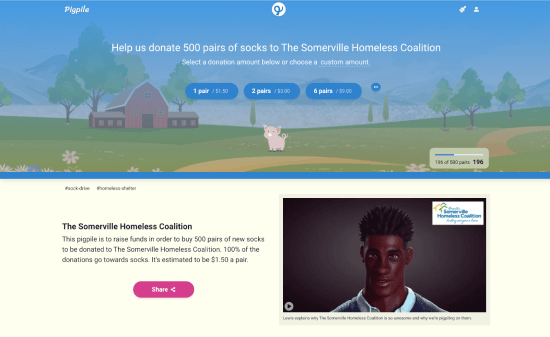 Pigpile
Help us donate 500 pairs of socks to The Somerville Homeless Coalition
Select a donation amount below or choose a custom amount
1 pair / $1.50
2 pairs / $3.00
6 pairs / $9.00
196 of 500 pairs 196
#sock-drive #homeless-shelter
The Somerville Homeless Coalition
This pigpile is to raise funds in order to buy 500 pairs of new socks
to be donated to The Somerville Homeless Coalition. 100% of the
donations go towards socks. It's estimated to be $1.50 a pair.
Share
Somerville
Homeless Coalition
Lewis explains why The Somerville Homeless Coalition is so awesome and why we're pigpiling on them.